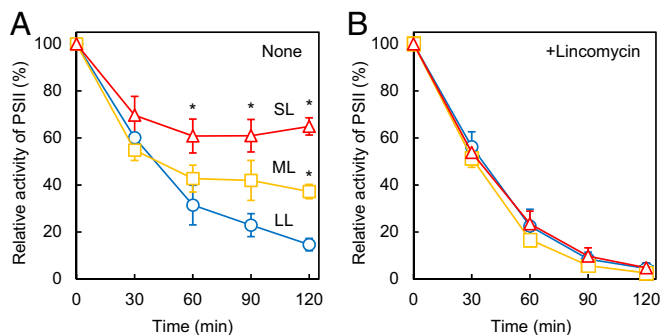 A
None
Relative activity of PSII (%)
100
80
60
40
20
0
SL
ML
LL
*
*
*
*
0
30
60
90
120
Time (min)
B
+Lincomycin
Relative activity of PSII (%)
100
80
60
40
20
0
0
30
60
90
120
Time (min)